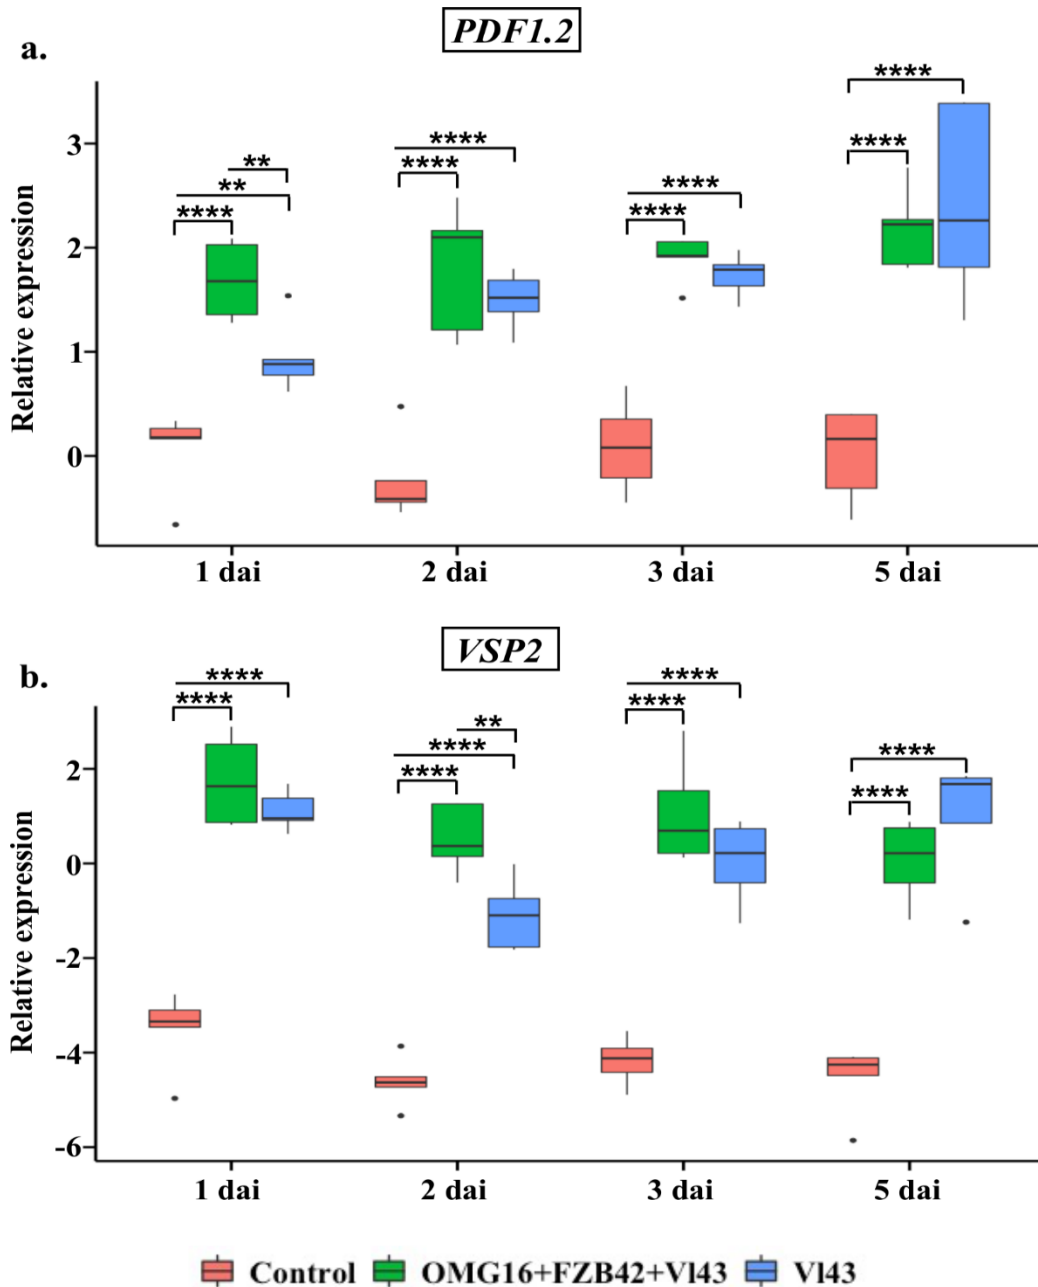 PDF1.2
a.
Relative expression
3
2
1
0
****
**
**
****
****
****
****
****
****
1 dai
2 dai
3 dai
5 dai
VSP2
b.
Relative expression
2
0
-2
-4
-6
****
****
**
****
****
****
****
****
****
1 dai
2 dai
3 dai
5 dai
Control
OMG16+FZB42+Vl43
Vl43